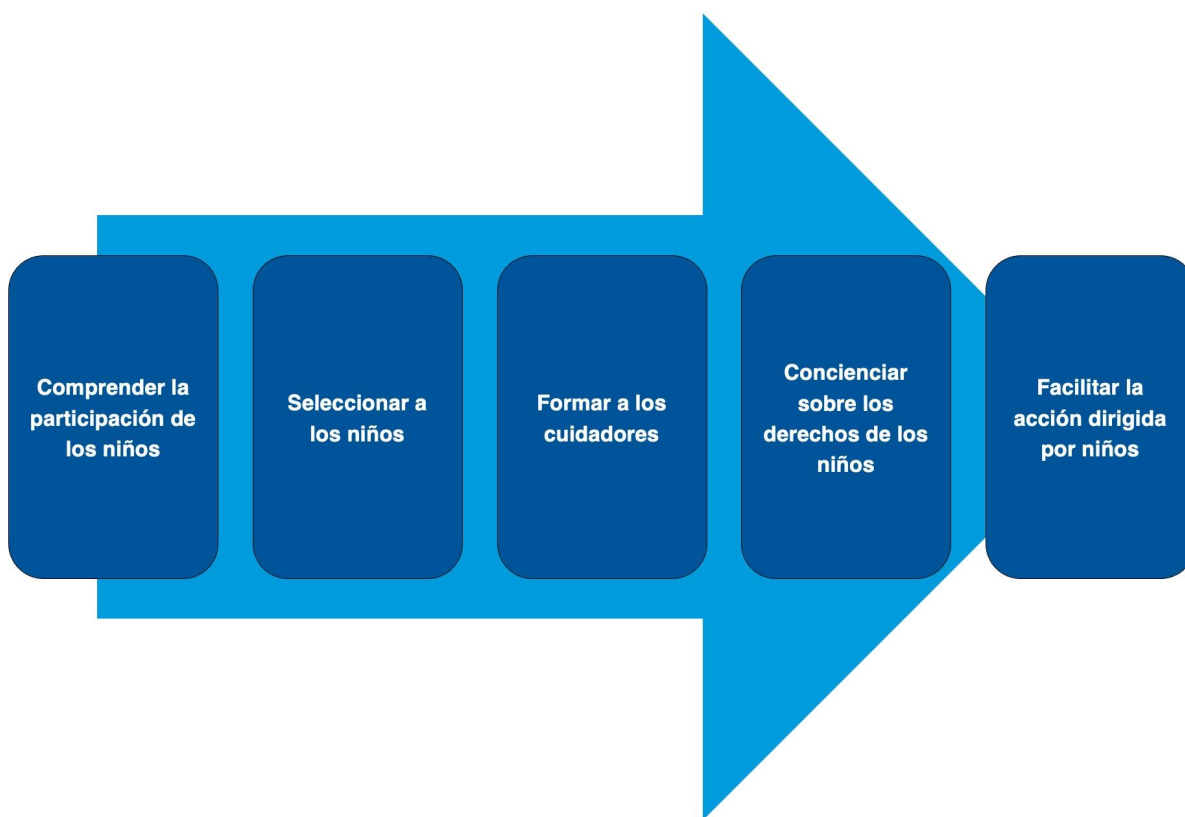 Comprender la
participación de
los niños
Seleccionar a
los niños
Formar a los
cuidadores
Concienciar
sobre los
derechos de los
niños
Facilitar la
acción dirigida
por niños